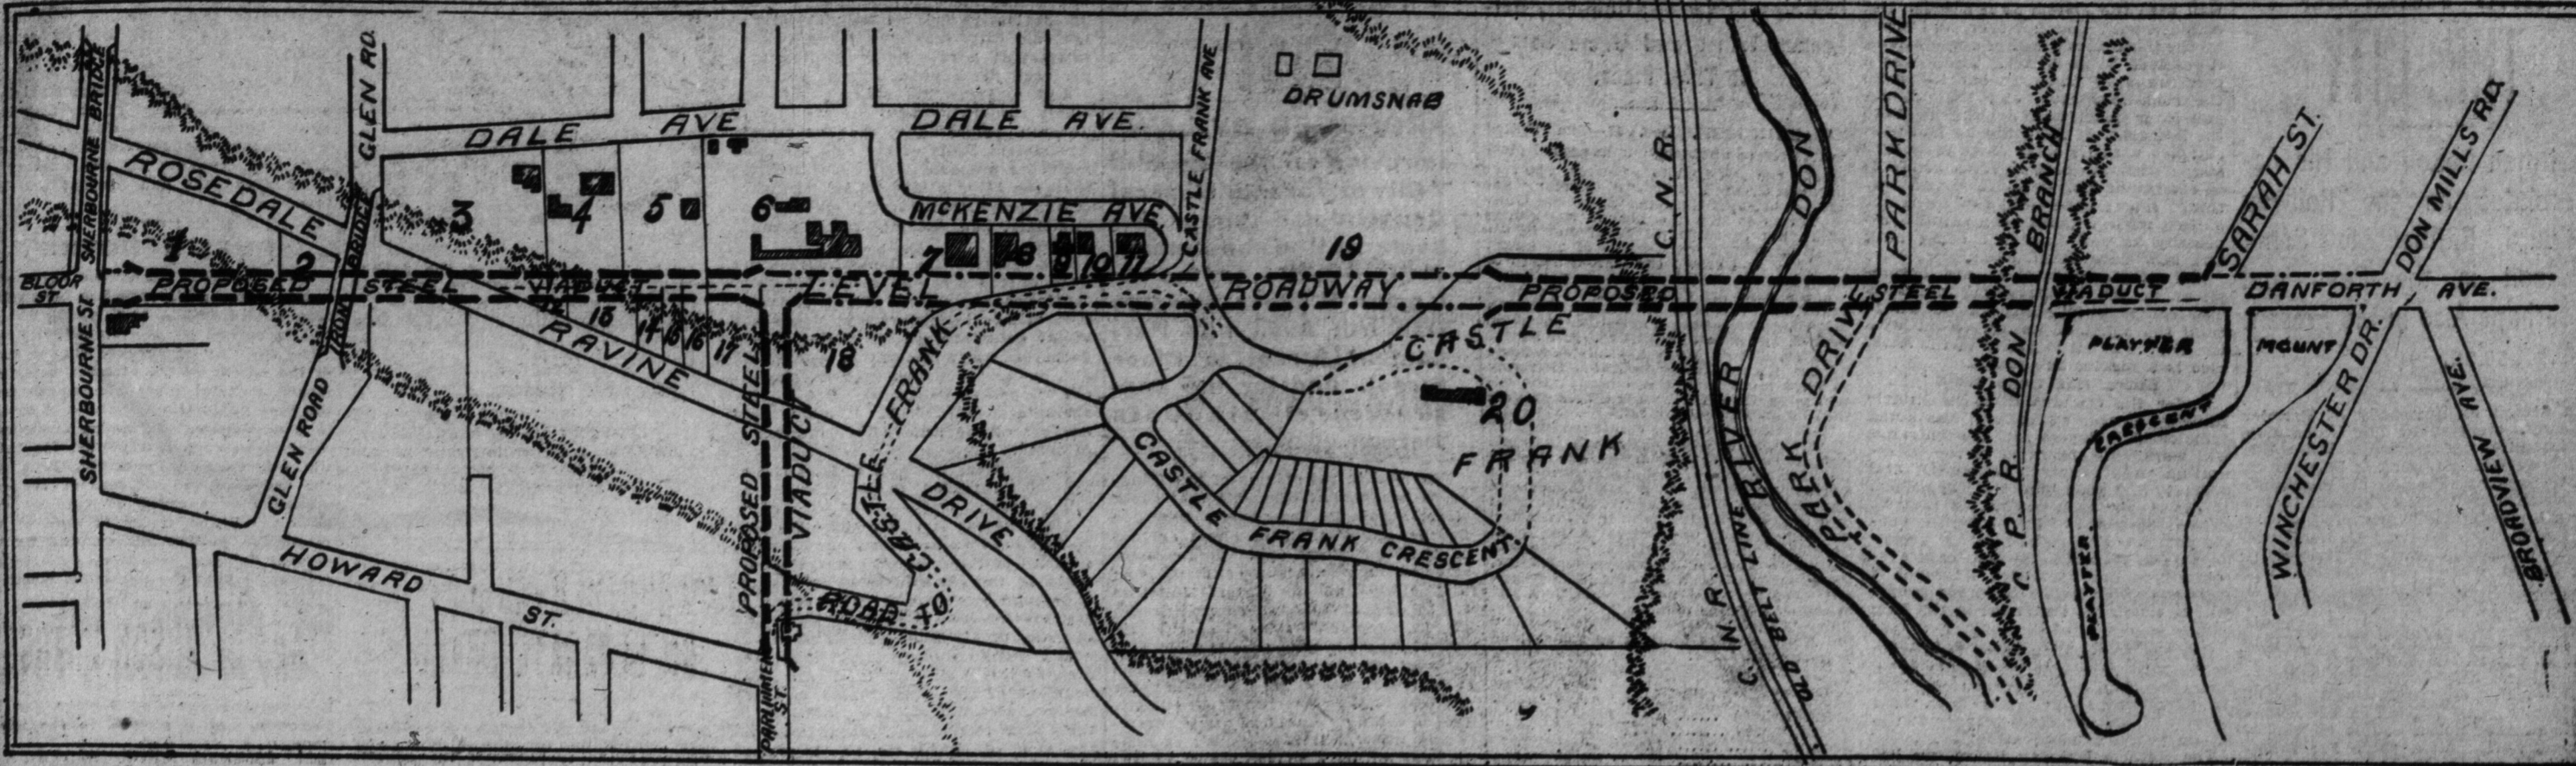 SHERBOURNE BRIDGE
GLEN RD.
ROSEDALE
DALE AVE
DALE AVE.
CASTLE FRANK AVE
DRUMSNAB
C. N. R.
DON
PARK DRIVE
BRANCH
SARAH ST.
DON MILLS RD.
3
4
5
6
McKENZIE AVE
1
2
IRON BRIDGE
7
8
9
10
11
19
BLOOR ST
PROPOSED STEEL VIADUCT
LEVEL ROADWAY
PROPOSED STEEL VIADUCT
DANFORTH AVE.
SHERBOURNE ST.
RAVINE
13
14
15
16
17
18
FRANK
CASTLE
20
FRANK
PARK DRIVE
PLAYTER
MOUNT
CRESCENT
WINCHESTER DR.
BROADVIEW AVE.
GLEN ROAD
PROPOSED STEEL
VIADUCT
DRIVE
CASTLE FRANK CRESCENT
RIVER
C. P. R. DON
PLAYTER
HOWARD ST.
ROAD TO
C. N. R.
OLD BELT LINE
PARLIAMENT ST.